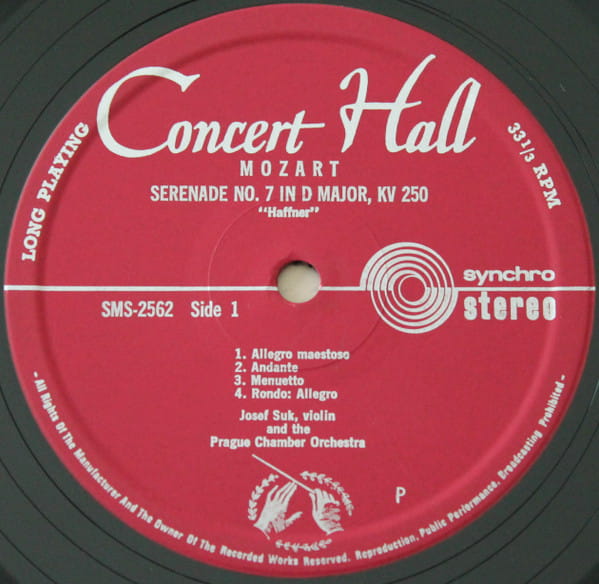 Concert Hall
LONG PLAYING
33 1/3 RPM
MOZART
SERENADE NO. 7 IN D MAJOR, KV 250
"Haffner"
synchro
stereo
SMS-2562 Side 1
1. Allegro maestoso
2. Andante
3. Menuetto
4. Rondo: Allegro
Josef Suk, violin
and the
Prague Chamber Orchestra
P
- All Rights Of The Manufacturer And The Owner Of The Recorded Works Reserved. Reproduction, Public Performance, Broadcasting Prohibited -